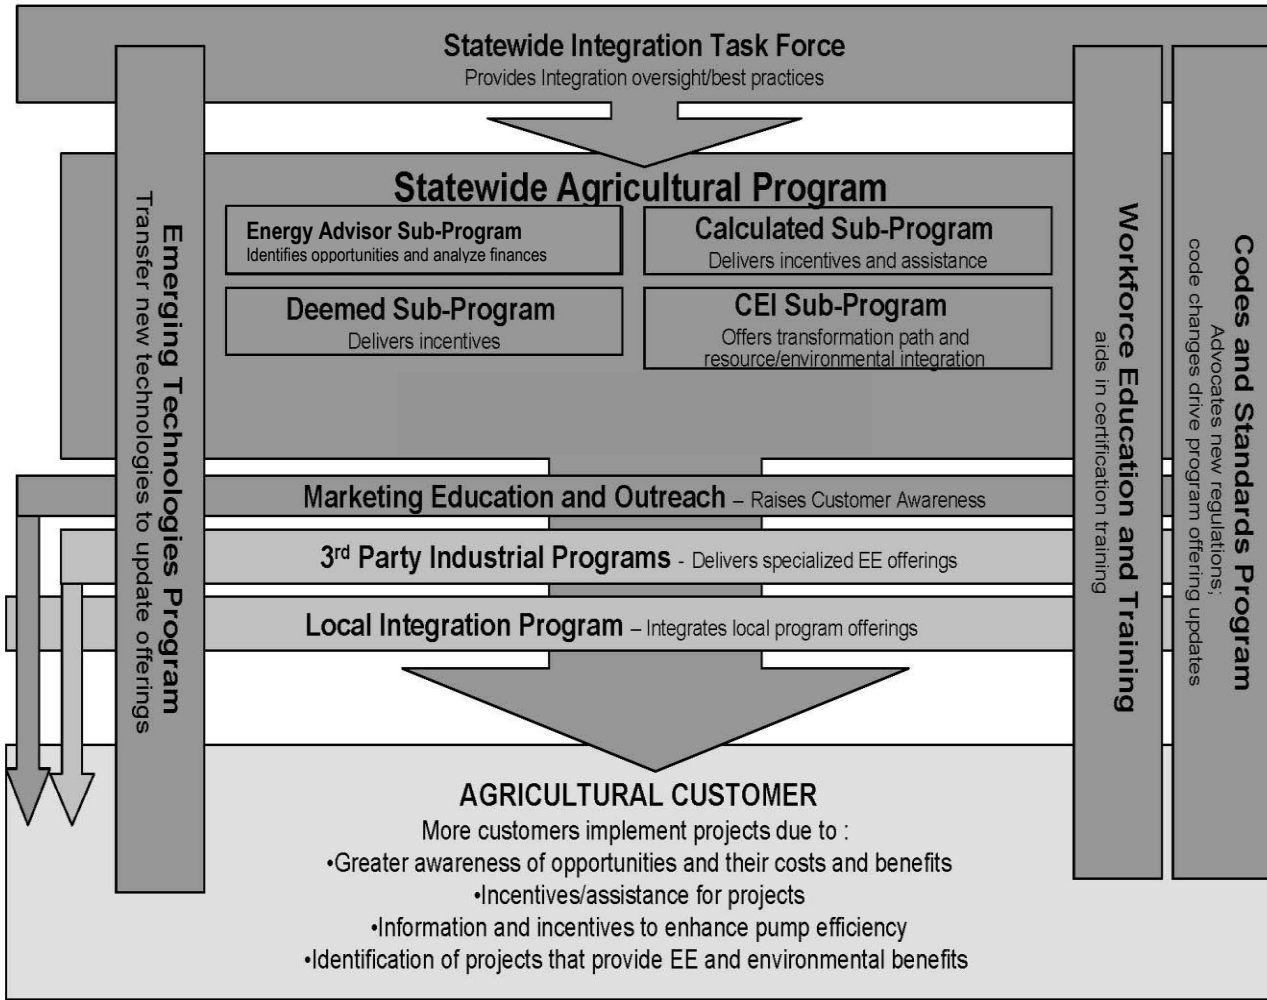 Statewide Integration Task Force
Provides Integration oversight/best practices
Statewide Agricultural Program
Energy Advisor Sub-Program
Identifies opportunities and analyze finances
Calculated Sub-Program
Delivers incentives and assistance
Deemed Sub-Program
Delivers incentives
CEI Sub-Program
Offers transformation path and
resource/environmental integration
Emerging Technologies Program
Transfer new technologies to update offerings
Workforce Education and Training
aids in certification training
Codes and Standards Program
Advocates new regulations;
code changes drive program offering updates
Marketing Education and Outreach – Raises Customer Awareness
3rd Party Industrial Programs - Delivers specialized EE offerings
Local Integration Program – Integrates local program offerings
AGRICULTURAL CUSTOMER
More customers implement projects due to :
•Greater awareness of opportunities and their costs and benefits
•Incentives/assistance for projects
•Information and incentives to enhance pump efficiency
•Identification of projects that provide EE and environmental benefits